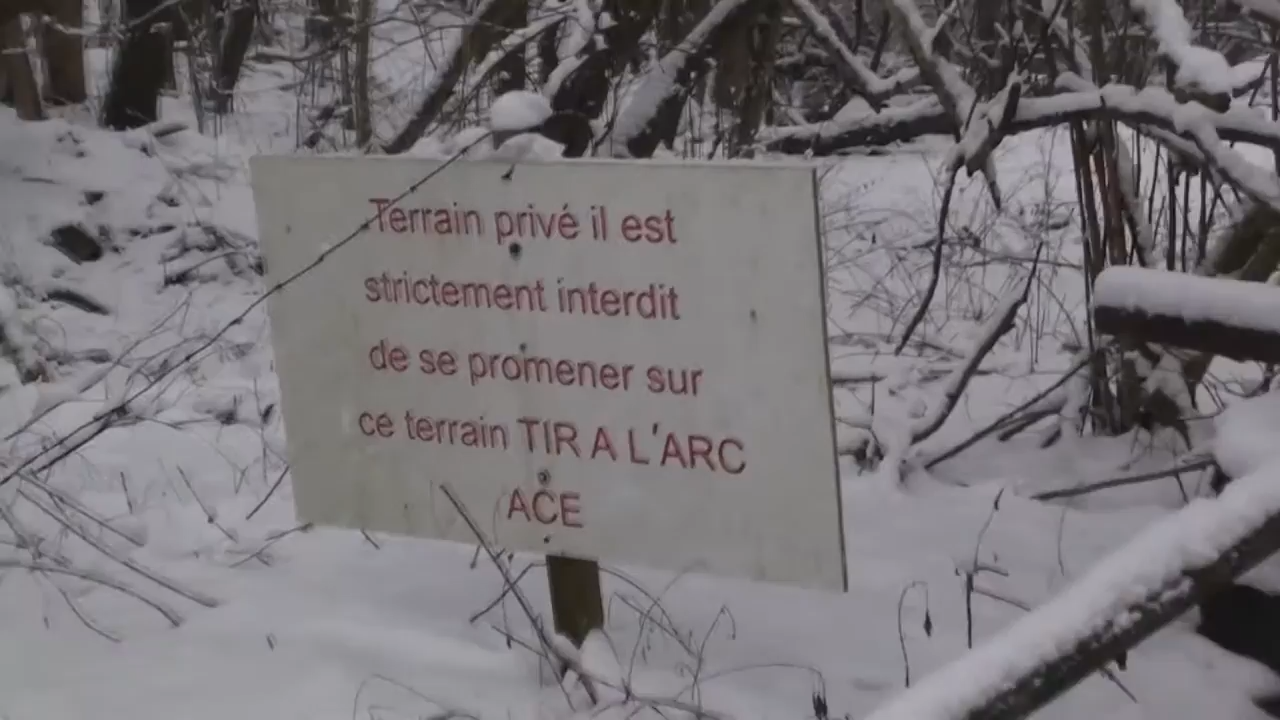 Terrain privé il est
strictement interdit
de se promener sur
ce terrain TIR A L'ARC
ACE